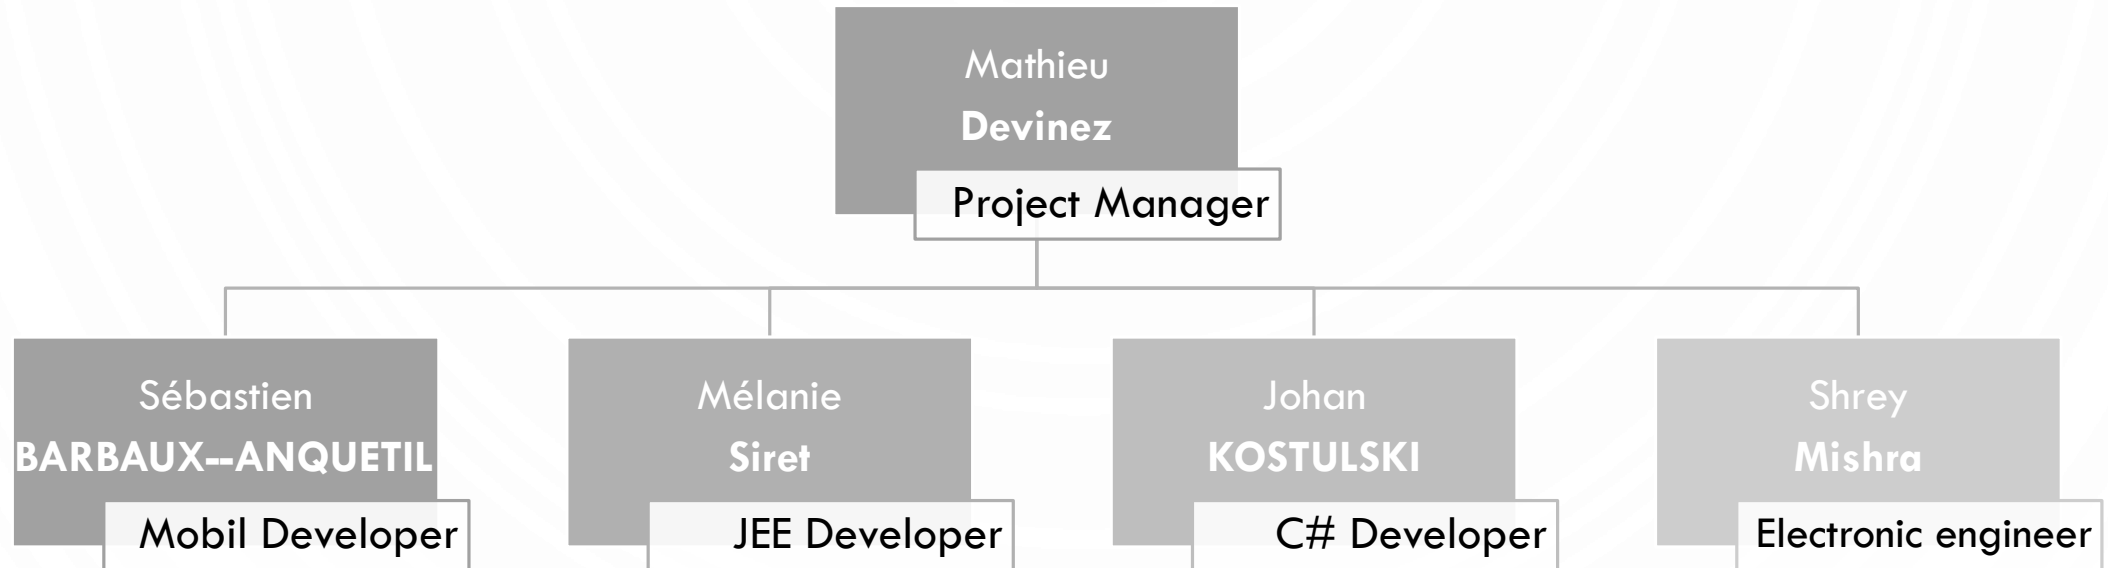 Mathieu
Devinez
Project Manager
Sébastien
BARBAUX--ANQUETIL
Mobil Developer
Mélanie
Siret
JEE Developer
Johan
KOSTULSKI
C# Developer
Shrey
Mishra
Electronic engineer